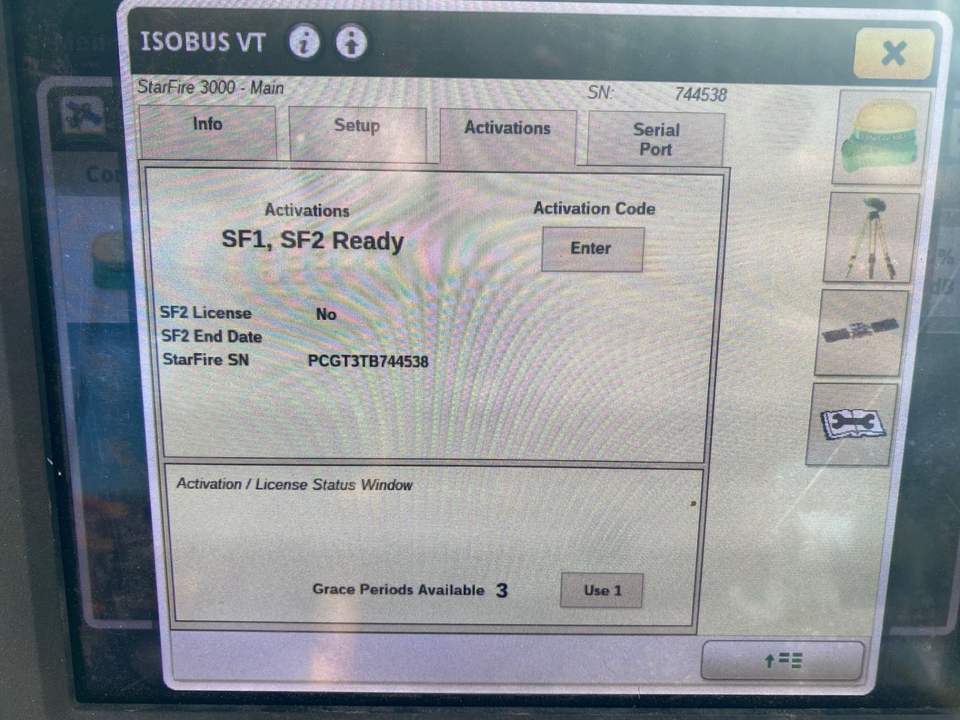 ISOBUS VT
StarFire 3000 - Main
SN: 744538
Info
Setup
Activations
Serial
Port
Activations
SF1, SF2 Ready
Activation Code
Enter
SF2 License No
SF2 End Date
StarFire SN PCGT3TB744538
Activation / License Status Window
Grace Periods Available 3
Use 1